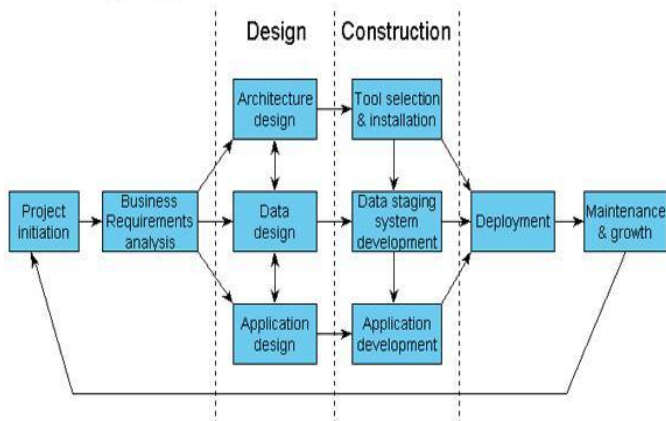 Design
Construction
Architecture
design
Tool selection
& installation
Project
initiation
Business
Requirements
analysis
Data
design
Data staging
system
development
Deployment
Maintenance
& growth
Application
design
Application
development